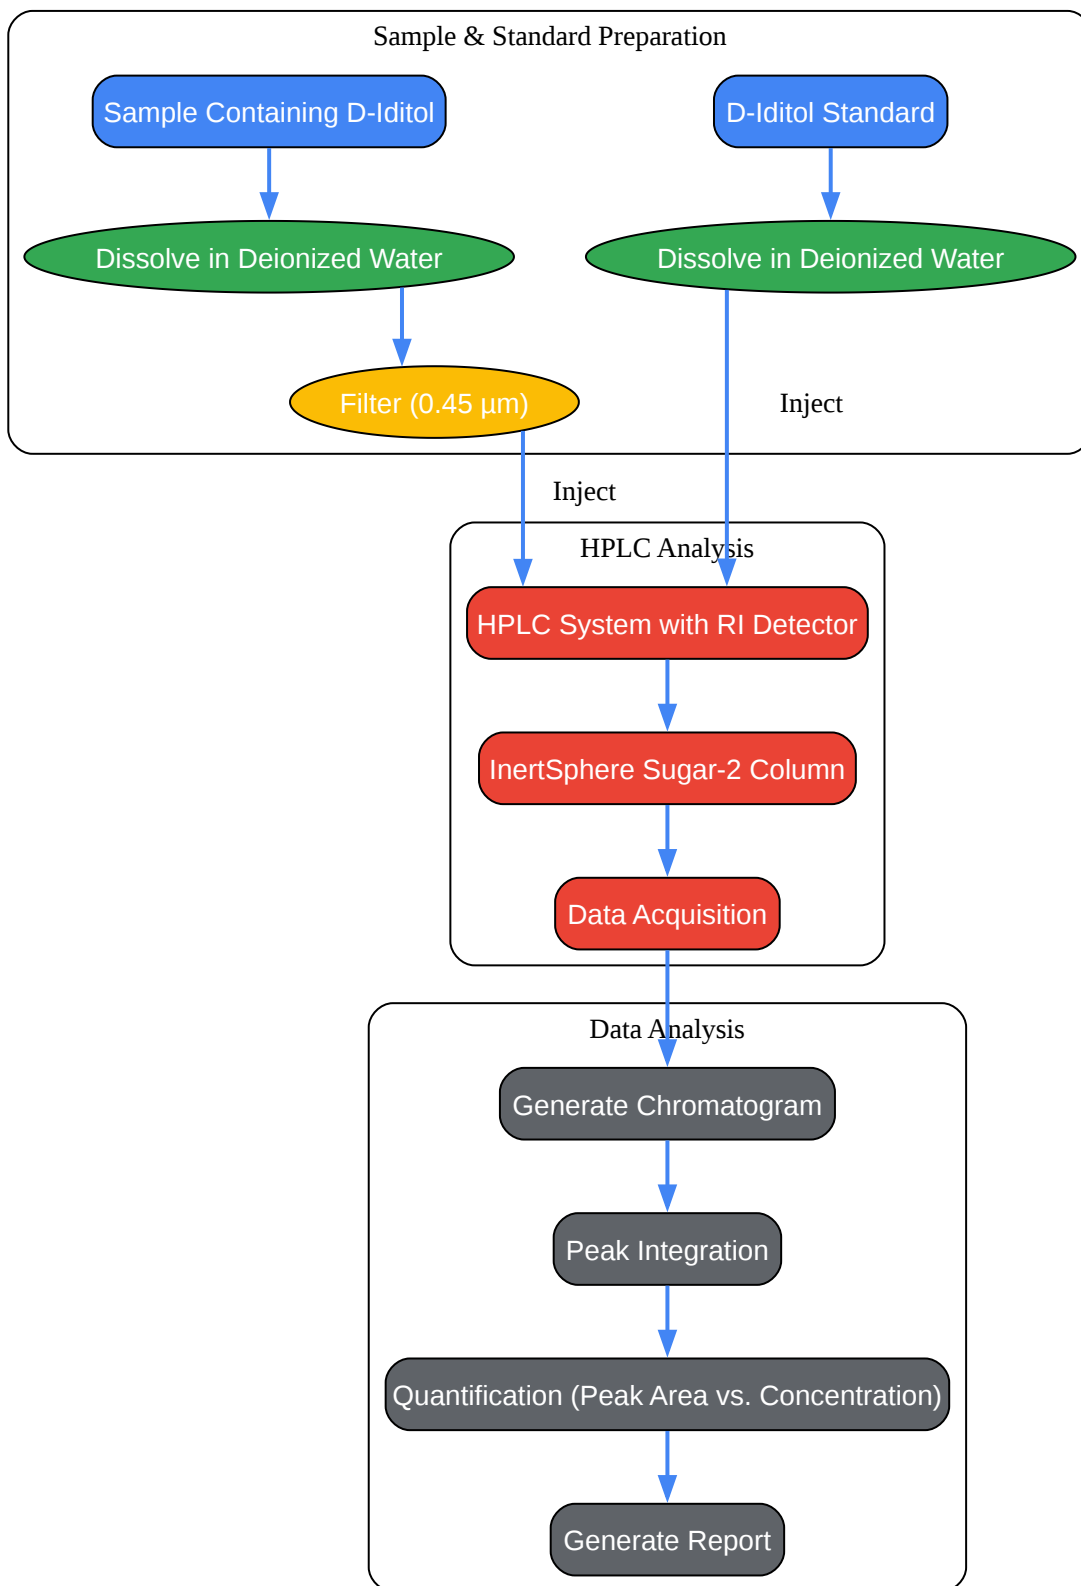 Sample & Standard Preparation
Sample Containing D-Iditol
D-Iditol Standard
Dissolve in Deionized Water
Dissolve in Deionized Water
Filter (0.45 µm)
Inject
Inject
HPLC Analysis
HPLC System with RI Detector
InertSphere Sugar-2 Column
Data Acquisition
Data Analysis
Generate Chromatogram
Peak Integration
Quantification (Peak Area vs. Concentration)
Generate Report